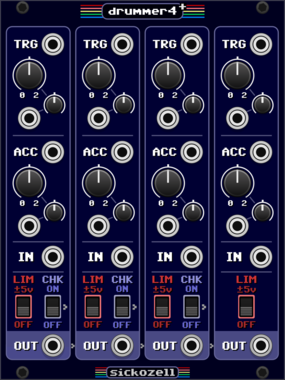 drummer4+
TRG TRG TRG TRG
0 2 0 2 0 2 0 2
ACC ACC ACC ACC
0 2 0 2 0 2 0 2
IN IN IN IN
LIM CHK LIM CHK LIM CHK LIM
±5v ON ±5v ON ±5v ON ±5v
OFF OFF OFF OFF OFF OFF OFF
OUT OUT OUT OUT
sickozell